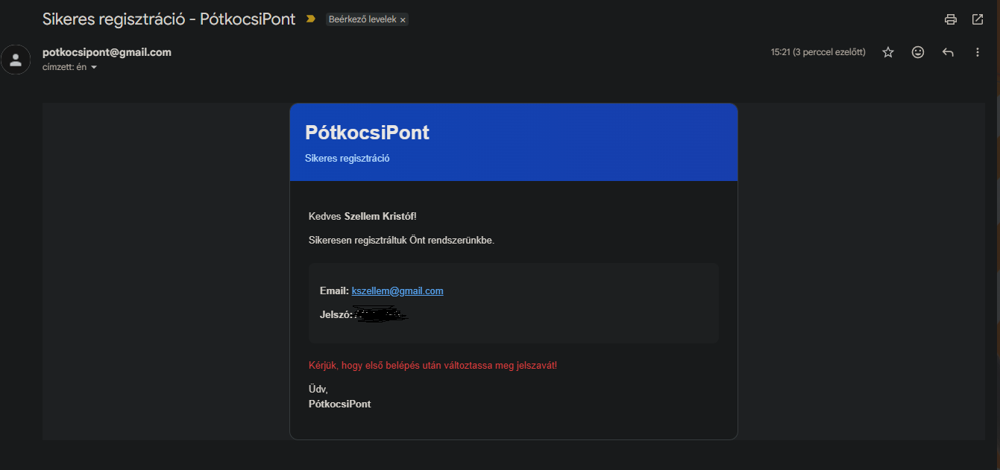 Sikeres regisztráció - PótkocsiPont Beérkező levelek ×
potkocsipont@gmail.com 15:21 (3 perccel ezelőtt)
címzett: én
PótkocsiPont
Sikeres regisztráció
Kedves Szellem Kristóf!
Sikeresen regisztráltuk Önt rendszerünkbe.
Email: kszellem@gmail.com
Jelszó:
Kérjük, hogy első belépés után változtassa meg jelszavát!
Üdv,
PótkocsiPont